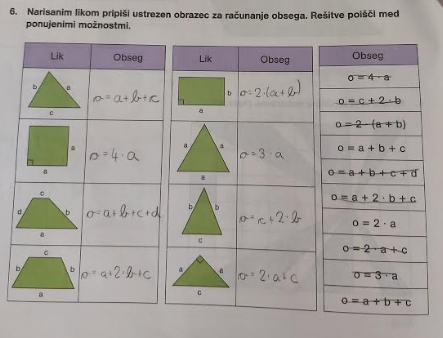 6. Narisanim likom pripiši ustrezen obrazec za računanje obsega. Rešitve poišči med
ponujenimi možnostmi.
Lik Obseg Lik Obseg Obseg
b a c o = a+b+c
b a o = 2·(a+b)
a a o = 4·a
a a a o = 3·a
c d b a o = a+b+c+d
b b c o = c+2·b
c b b a o = a+2·b+c
a a c o = 2·a+c
o = 4 · a
o = c + 2 · b
o = 2 · (a + b)
o = a + b + c
o = a + b + c + d
o = a + 2 · b + c
o = 2 · a
o = 2 · a + c
o = 3 · a
o = a + b + c